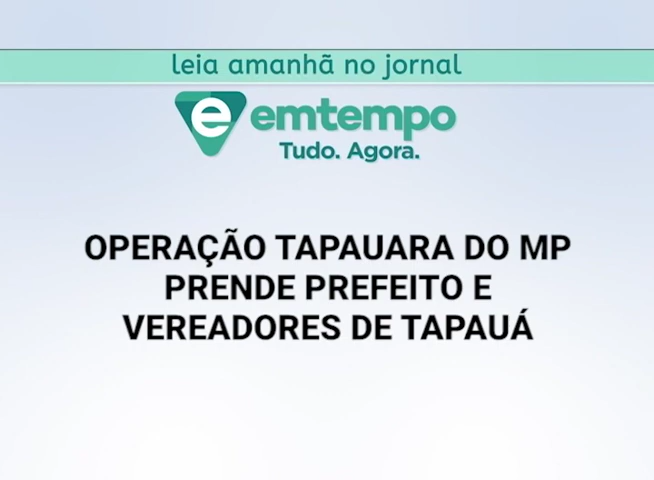 leia amanhã no jornal
e emtempo
Tudo. Agora.
OPERAÇÃO TAPAUARA DO MP
PRENDE PREFEITO E
VEREADORES DE TAPAUÁ